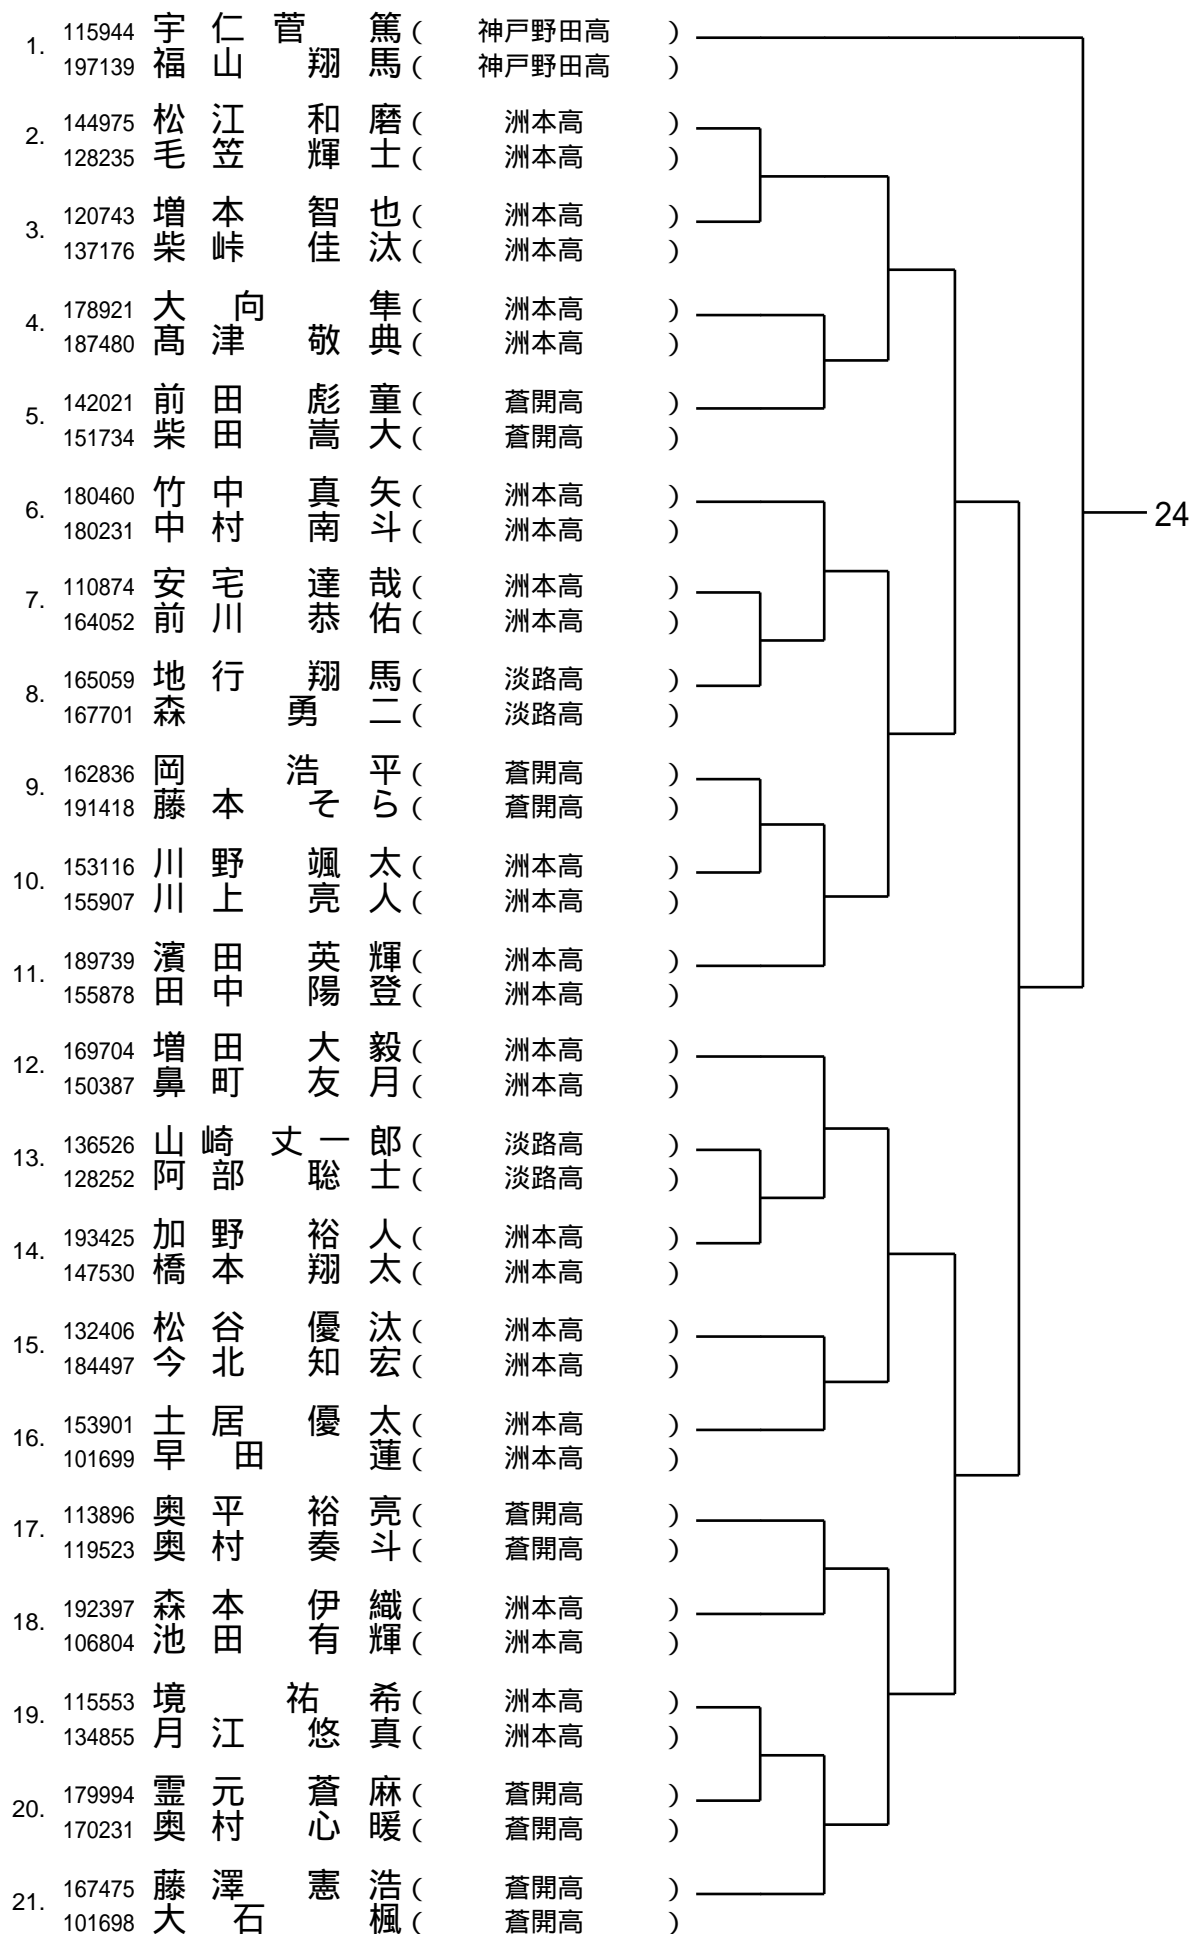 1. 115944 宇仁菅 篤 ( 神戸野田高 )
197139 福山 翔馬 ( 神戸野田高 )
2. 144975 松江 和磨 ( 洲本高 )
128235 毛笠 輝士 ( 洲本高 )
3. 120743 増本 智也 ( 洲本高 )
137176 柴峠 佳汰 ( 洲本高 )
4. 178921 大向 隼 ( 洲本高 )
187480 髙津 敬典 ( 洲本高 )
5. 142021 前田 彪童 ( 蒼開高 )
151734 柴田 嵩大 ( 蒼開高 )
6. 180460 竹中 真矢 ( 洲本高 )
180231 中村 南斗 ( 洲本高 )
24
7. 110874 安宅 達哉 ( 洲本高 )
164052 前川 恭佑 ( 洲本高 )
8. 165059 地行 翔馬 ( 淡路高 )
167701 森 勇二 ( 淡路高 )
9. 162836 岡 浩平 ( 蒼開高 )
191418 藤本 そら ( 蒼開高 )
10. 153116 川野 颯太 ( 洲本高 )
155907 川上 亮人 ( 洲本高 )
11. 189739 濱田 英輝 ( 洲本高 )
155878 田中 陽登 ( 洲本高 )
12. 169704 増田 大毅 ( 洲本高 )
150387 鼻町 友月 ( 洲本高 )
13. 136526 山崎 丈一郎 ( 淡路高 )
128252 阿部 聡士 ( 淡路高 )
14. 193425 加野 裕人 ( 洲本高 )
147530 橋本 翔太 ( 洲本高 )
15. 132406 松谷 優汰 ( 洲本高 )
184497 今北 知宏 ( 洲本高 )
16. 153901 土居 優太 ( 洲本高 )
101699 早田 蓮 ( 洲本高 )
17. 113896 奥平 裕亮 ( 蒼開高 )
119523 奥村 奏斗 ( 蒼開高 )
18. 192397 森本 伊織 ( 洲本高 )
106804 池田 有輝 ( 洲本高 )
19. 115553 境 祐希 ( 洲本高 )
134855 月江 悠真 ( 洲本高 )
20. 179994 霊元 蒼麻 ( 蒼開高 )
170231 奥村 心暖 ( 蒼開高 )
21. 167475 藤澤 憲浩 ( 蒼開高 )
101698 大石 楓 ( 蒼開高 )